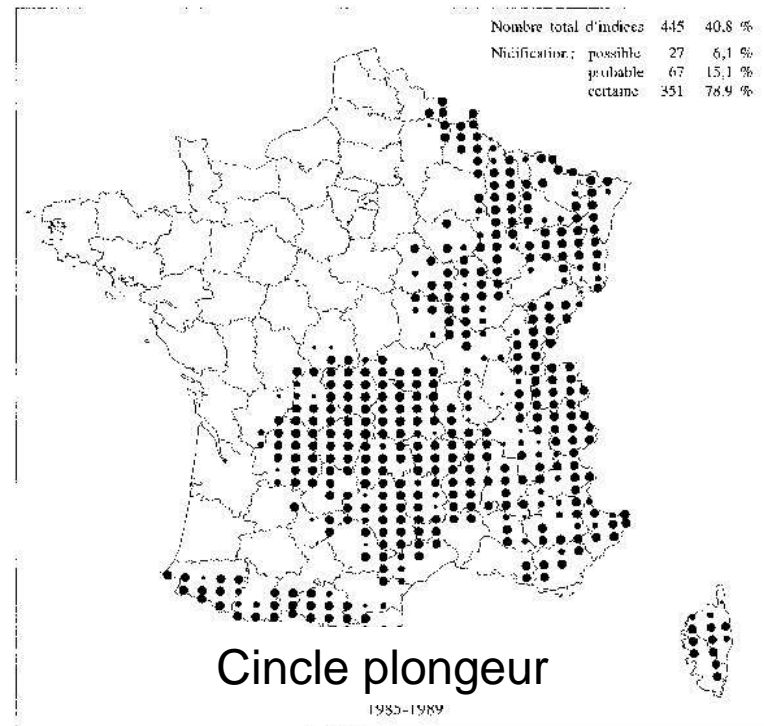 Nombre total d'indices 445 40.8 %
Nidification: possible 27 6,1 %
probable 67 15,1 %
certaine 351 78.9 %
Cincle plongeur
1985-1989